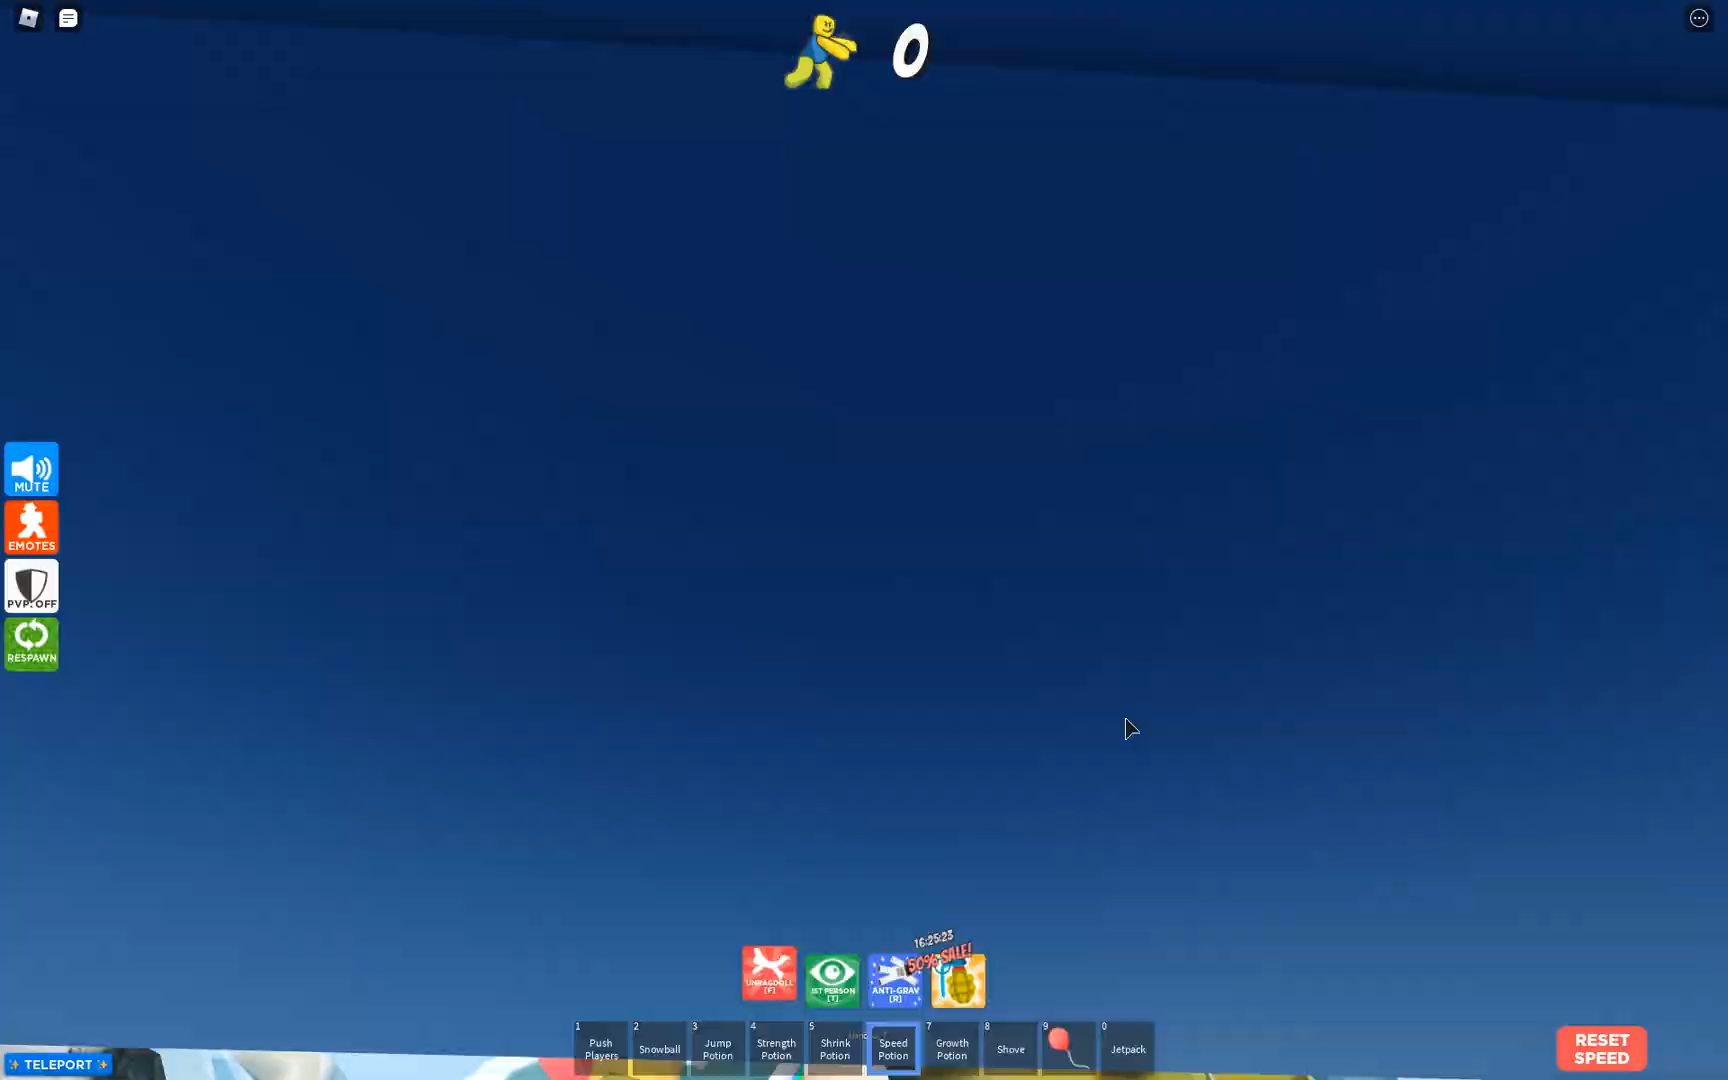 0
MUTE
EMOTES
PVP: OFF
RESPAWN
16:25:23
50% SALE!
UNRAGDOLL
[F]
1ST PERSON
[T]
ANTI-GRAV
[R]
1
Push
Players
2
Snowball
3
Jump
Potion
4
Strength
Potion
5
Shrink
Potion
Speed
Potion
7
Growth
Potion
8
Shove
9
0
Jetpack
✨ TELEPORT ✨
RESET
SPEED